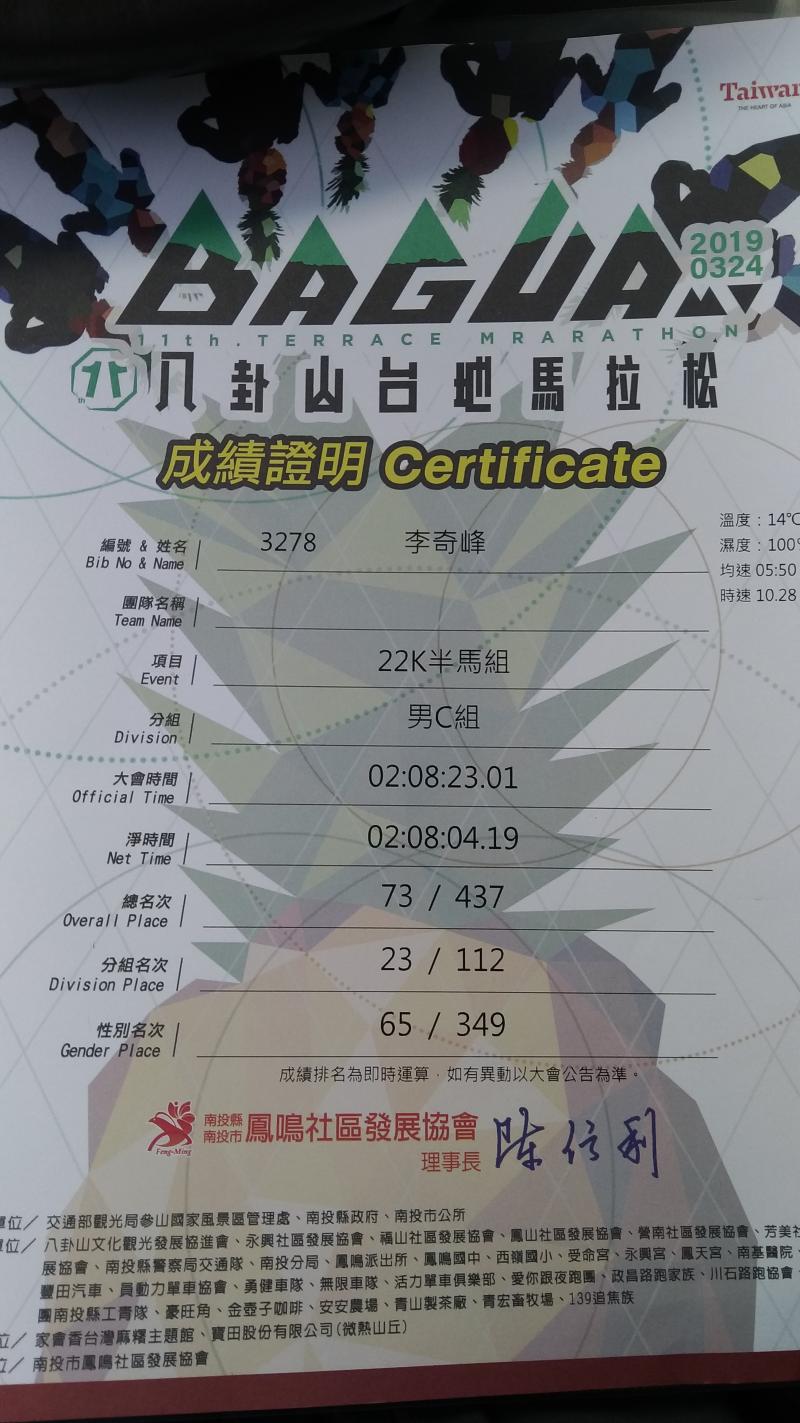 Taiwan
THE HEART OF ASIA
BAGUA
2019
0324
11th.TERRACE MRARATHON
11th 八卦山台地馬拉松
成績證明 Certificate
溫度：14℃
濕度：100%
均速 05:50
時速 10.28
編號 & 姓名 3278 李奇峰
Bib No & Name
團隊名稱
Team Name
項目 22K半馬組
Event
分組 男C組
Division
大會時間 02:08:23.01
Official Time
淨時間 02:08:04.19
Net Time
總名次 73 / 437
Overall Place
分組名次 23 / 112
Division Place
性別名次 65 / 349
Gender Place
成績排名為即時運算，如有異動以大會公告為準。
南投縣
南投市 鳳鳴社區發展協會
Feng-Ming
理事長 陳信利
單位／ 交通部觀光局參山國家風景區管理處、南投縣政府、南投市公所
單位／ 八卦山文化觀光發展協進會、永興社區發展協會、福山社區發展協會、鳳山社區發展協會、營南社區發展協會、芳美社
展協會、南投縣警察局交通隊、南投分局、鳳鳴派出所、鳳鳴國中、西嶺國小、受命宮、永興宮、鳳天宮、南基醫院、
豐田汽車、員動力單車協會、勇健車隊、無限車隊、活力單車俱樂部、愛你跟夜跑團、政昌路跑家族、川石路跑協會、
團南投縣工青隊、豪旺角、金壺子咖啡、安安農場、青山製茶廠、青宏畜牧場、139追焦族
位／ 家會香台灣麻糬主題館、寶田股份有限公司(微熱山丘)
位／ 南投市鳳鳴社區發展協會